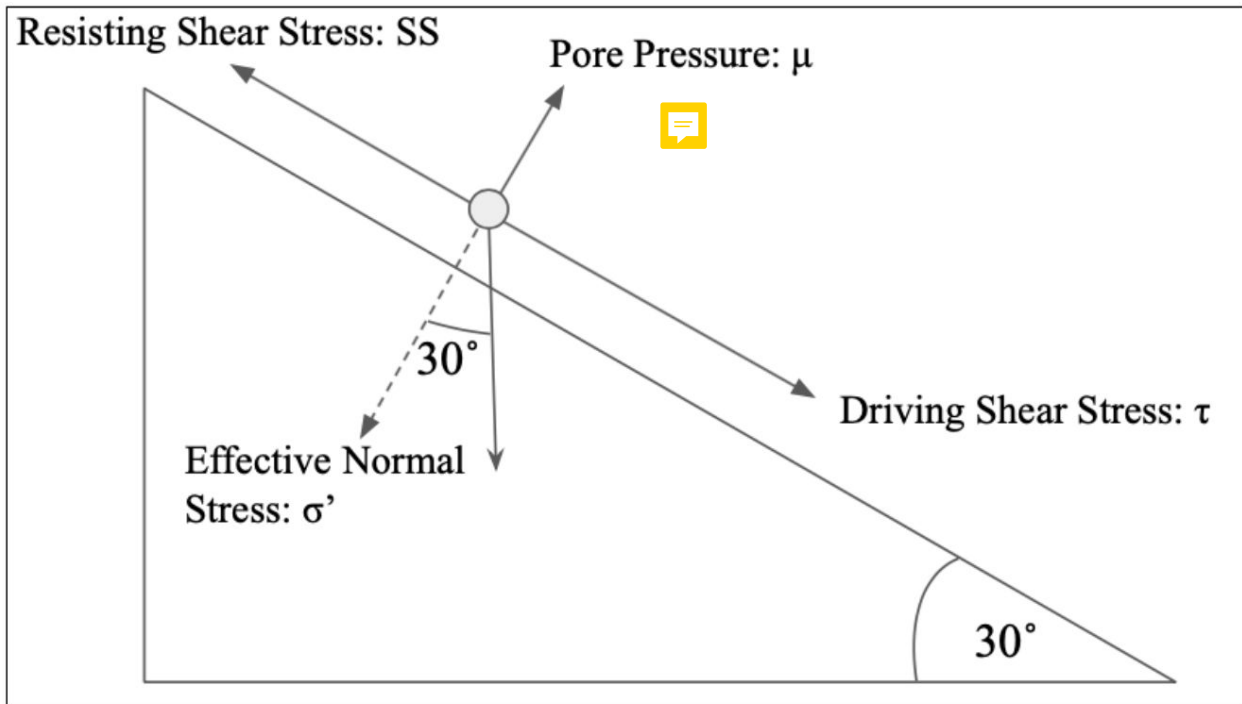 Resisting Shear Stress: SS
Pore Pressure: μ
30˚
Driving Shear Stress: τ
Effective Normal
Stress: σ’
30˚